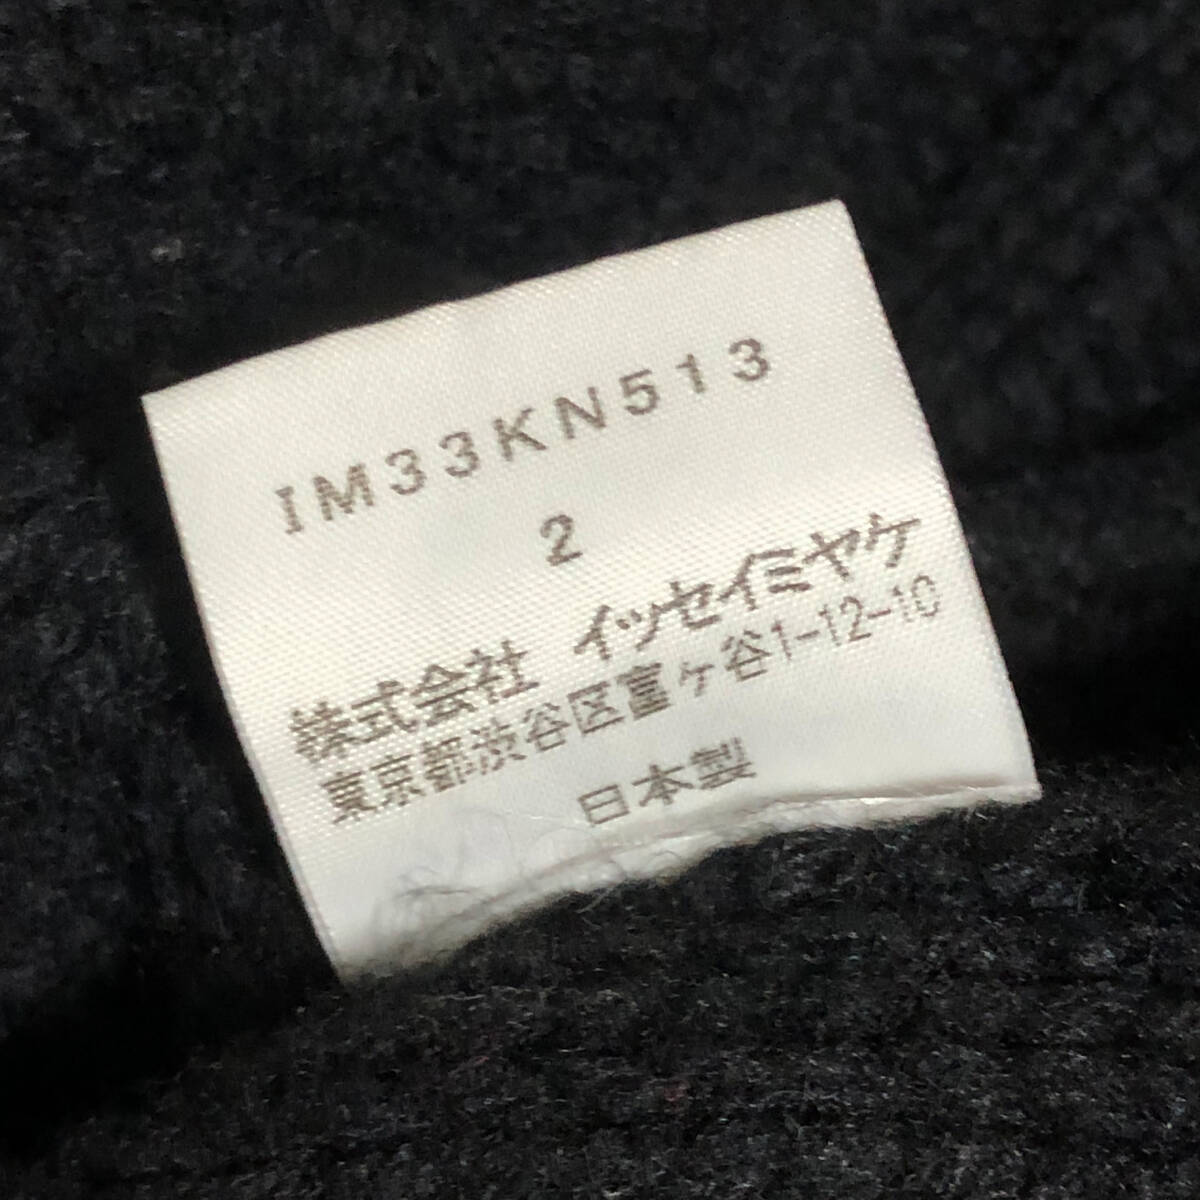 IM33KN513
2
株式会社 イッセイミヤケ
東京都渋谷区富ヶ谷1-12-10
日本製